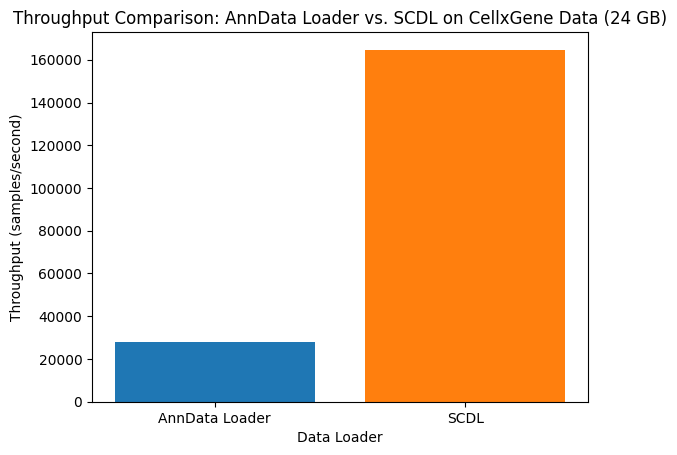 Throughput Comparison: AnnData Loader vs. SCDL on CellxGene Data (24 GB)
Throughput (samples/second)
160000
140000
120000
100000
80000
60000
40000
20000
0
AnnData Loader
SCDL
Data Loader